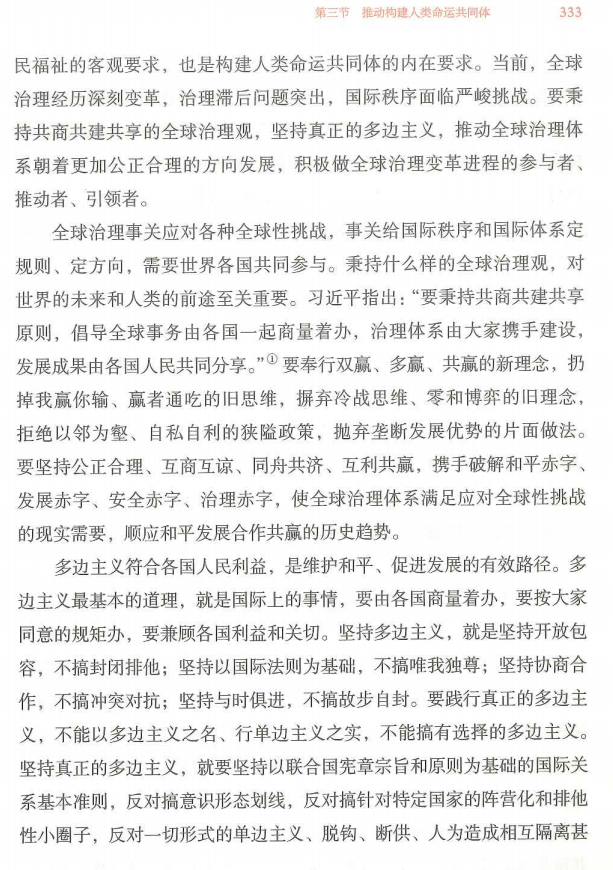 第三节 推动构建人类命运共同体 333
民福祉的客观要求，也是构建人类命运共同体的内在要求。当前，全球
治理经历深刻变革，治理滞后问题突出，国际秩序面临严峻挑战。要秉
持共商共建共享的全球治理观，坚持真正的多边主义，推动全球治理体
系朝着更加公正合理的方向发展，积极做全球治理变革进程的参与者、
推动者、引领者。
全球治理事关应对各种全球性挑战，事关给国际秩序和国际体系定
规则、定方向，需要世界各国共同参与。秉持什么样的全球治理观，对
世界的未来和人类的前途至关重要。习近平指出：“要秉持共商共建共享
原则，倡导全球事务由各国一起商量着办，治理体系由大家携手建设，
发展成果由各国人民共同分享。”① 要奉行双赢、多赢、共赢的新理念，扔
掉我赢你输、赢者通吃的旧思维，摒弃冷战思维、零和博弈的旧理念，
拒绝以邻为壑、自私自利的狭隘政策，抛弃垄断发展优势的片面做法。
要坚持公正合理、互商互谅、同舟共济、互利共赢，携手破解和平赤字、
发展赤字、安全赤字、治理赤字，使全球治理体系满足应对全球性挑战
的现实需要，顺应和平发展合作共赢的历史趋势。
多边主义符合各国人民利益，是维护和平、促进发展的有效路径。多
边主义最基本的道理，就是国际上的事情，要由各国商量着办，要按大家
同意的规矩办，要兼顾各国利益和关切。坚持多边主义，就是坚持开放包
容，不搞封闭排他；坚持以国际法则为基础，不搞唯我独尊；坚持协商合
作，不搞冲突对抗；坚持与时俱进，不搞故步自封。要践行真正的多边主
义，不能以多边主义之名、行单边主义之实，不能搞有选择的多边主义。
坚持真正的多边主义，就要坚持以联合国宪章宗旨和原则为基础的国际关
系基本准则，反对搞意识形态划线，反对搞针对特定国家的阵营化和排他
性小圈子，反对一切形式的单边主义、脱钩、断供、人为造成相互隔离甚